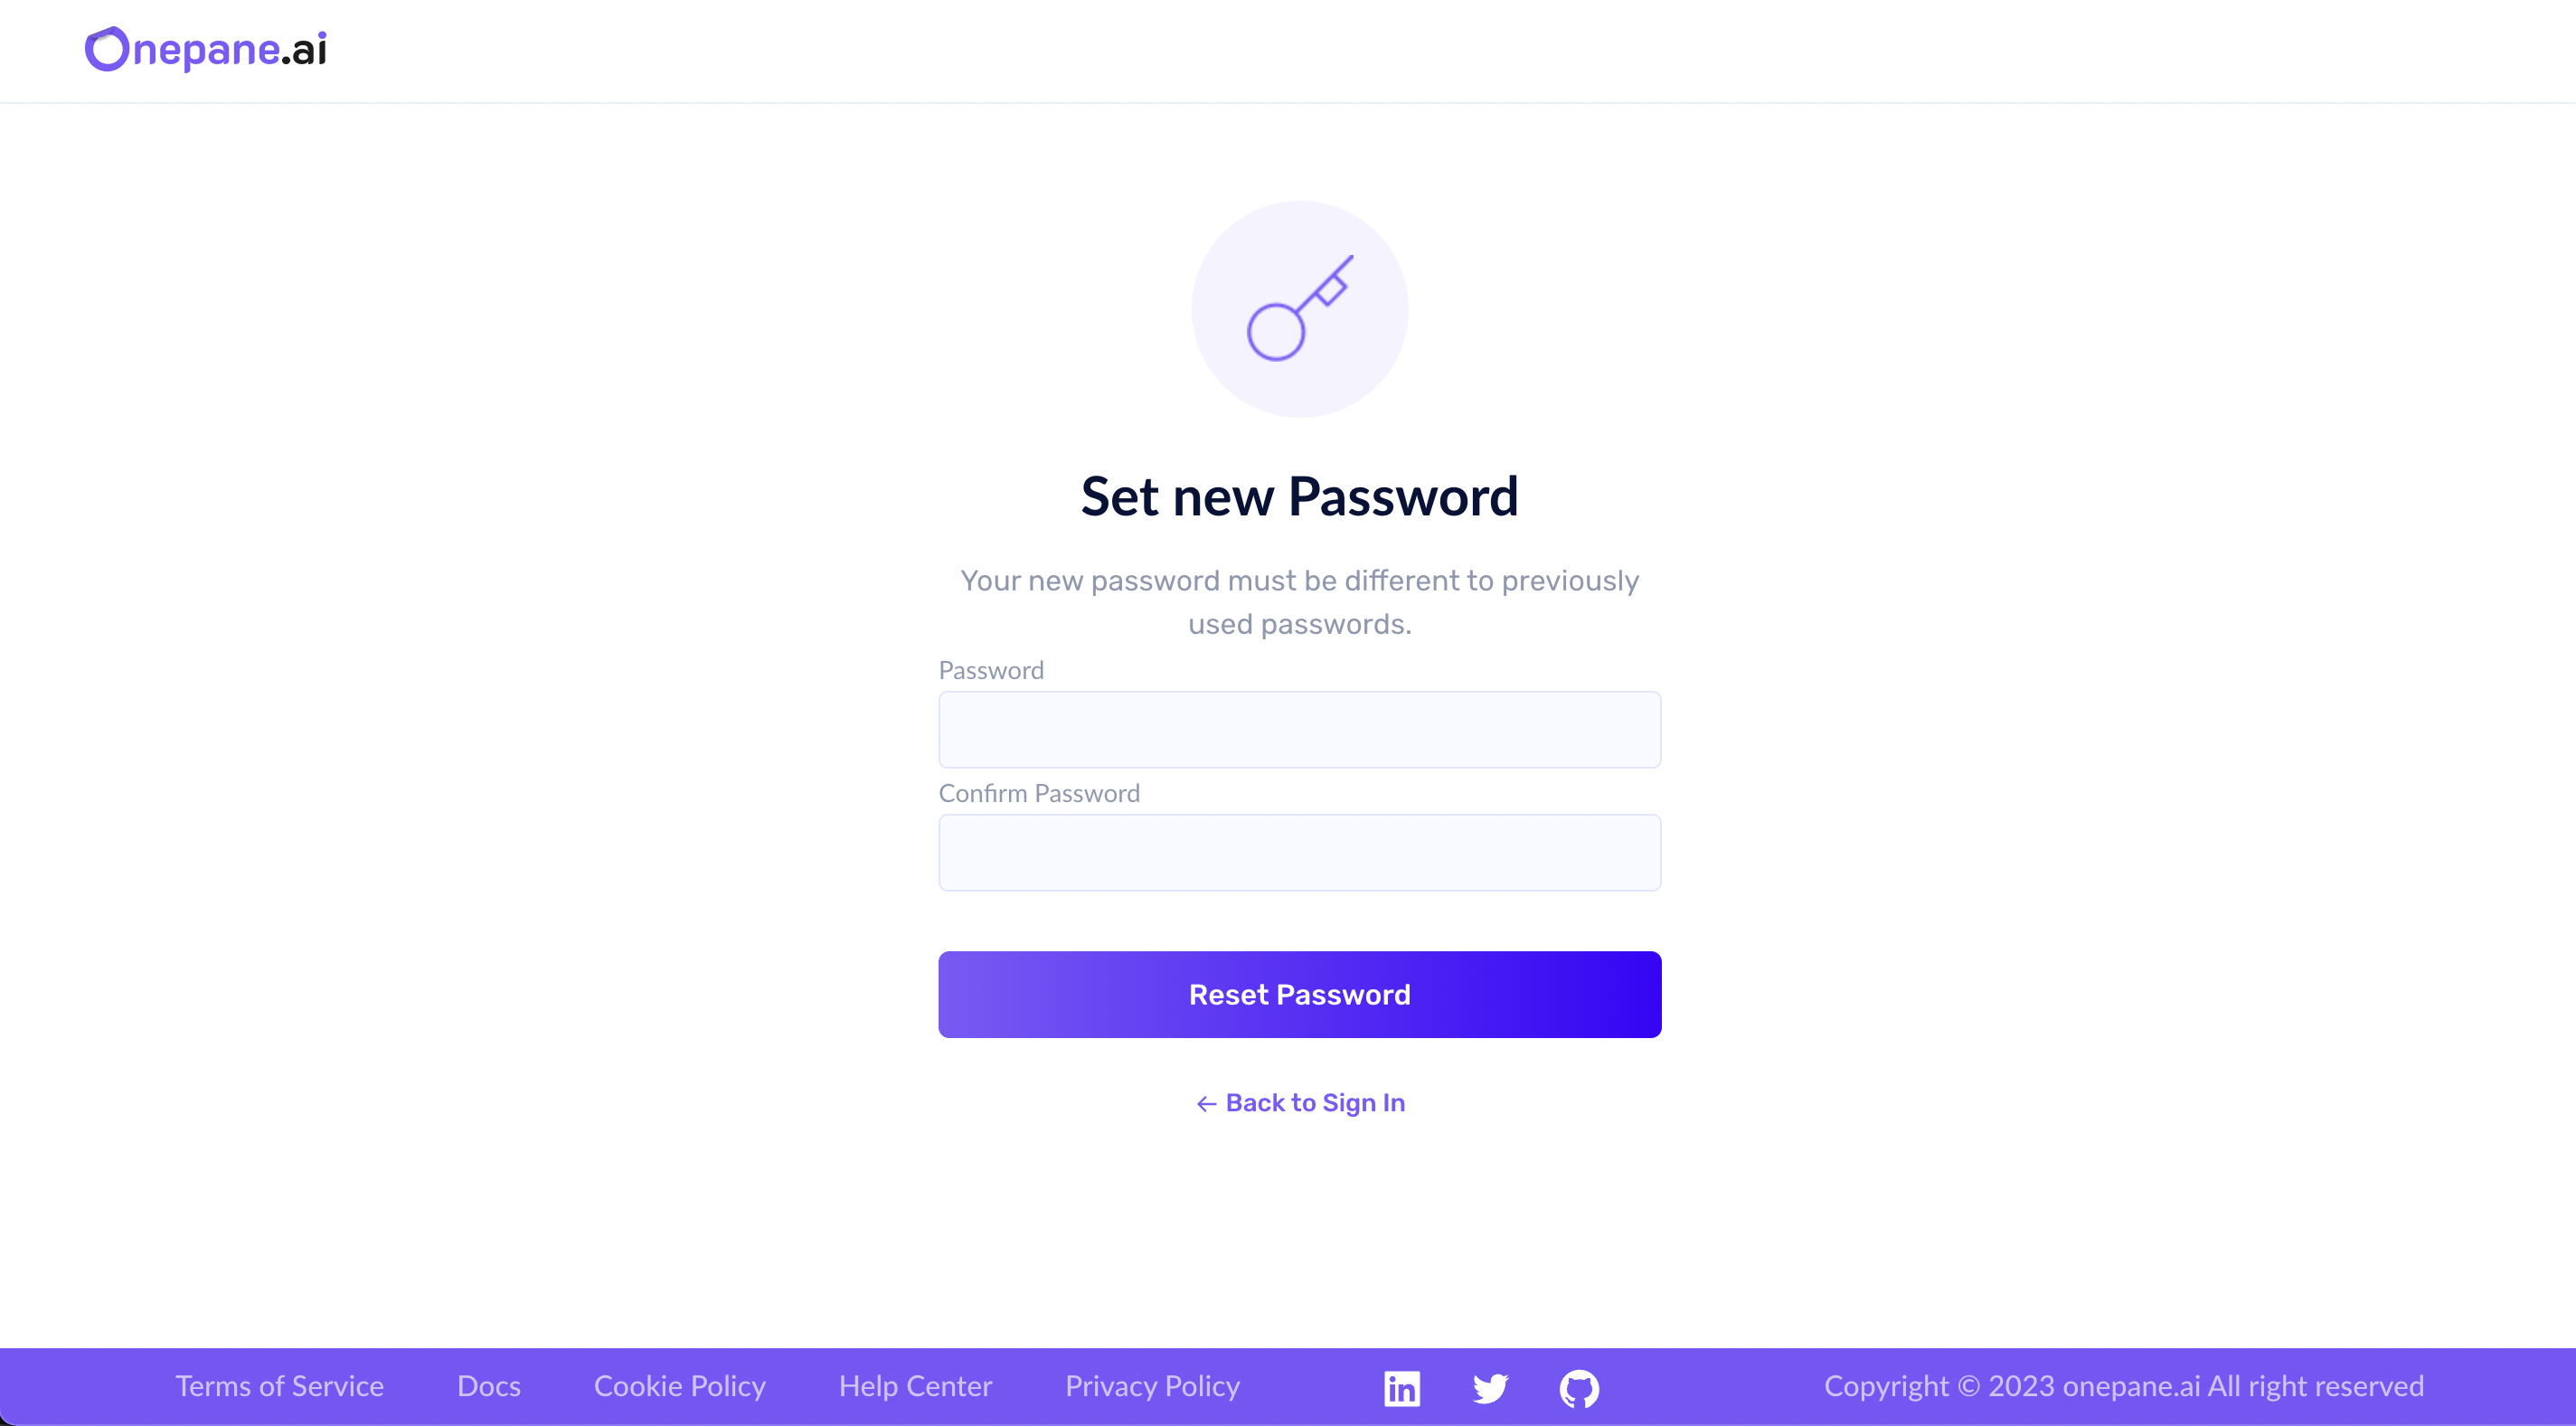 Onepane.ai
Set new Password
Your new password must be different to previously
used passwords.
Password
Confirm Password
Reset Password
← Back to Sign In
Terms of Service Docs Cookie Policy Help Center Privacy Policy in Copyright © 2023 onepane.ai All right reserved